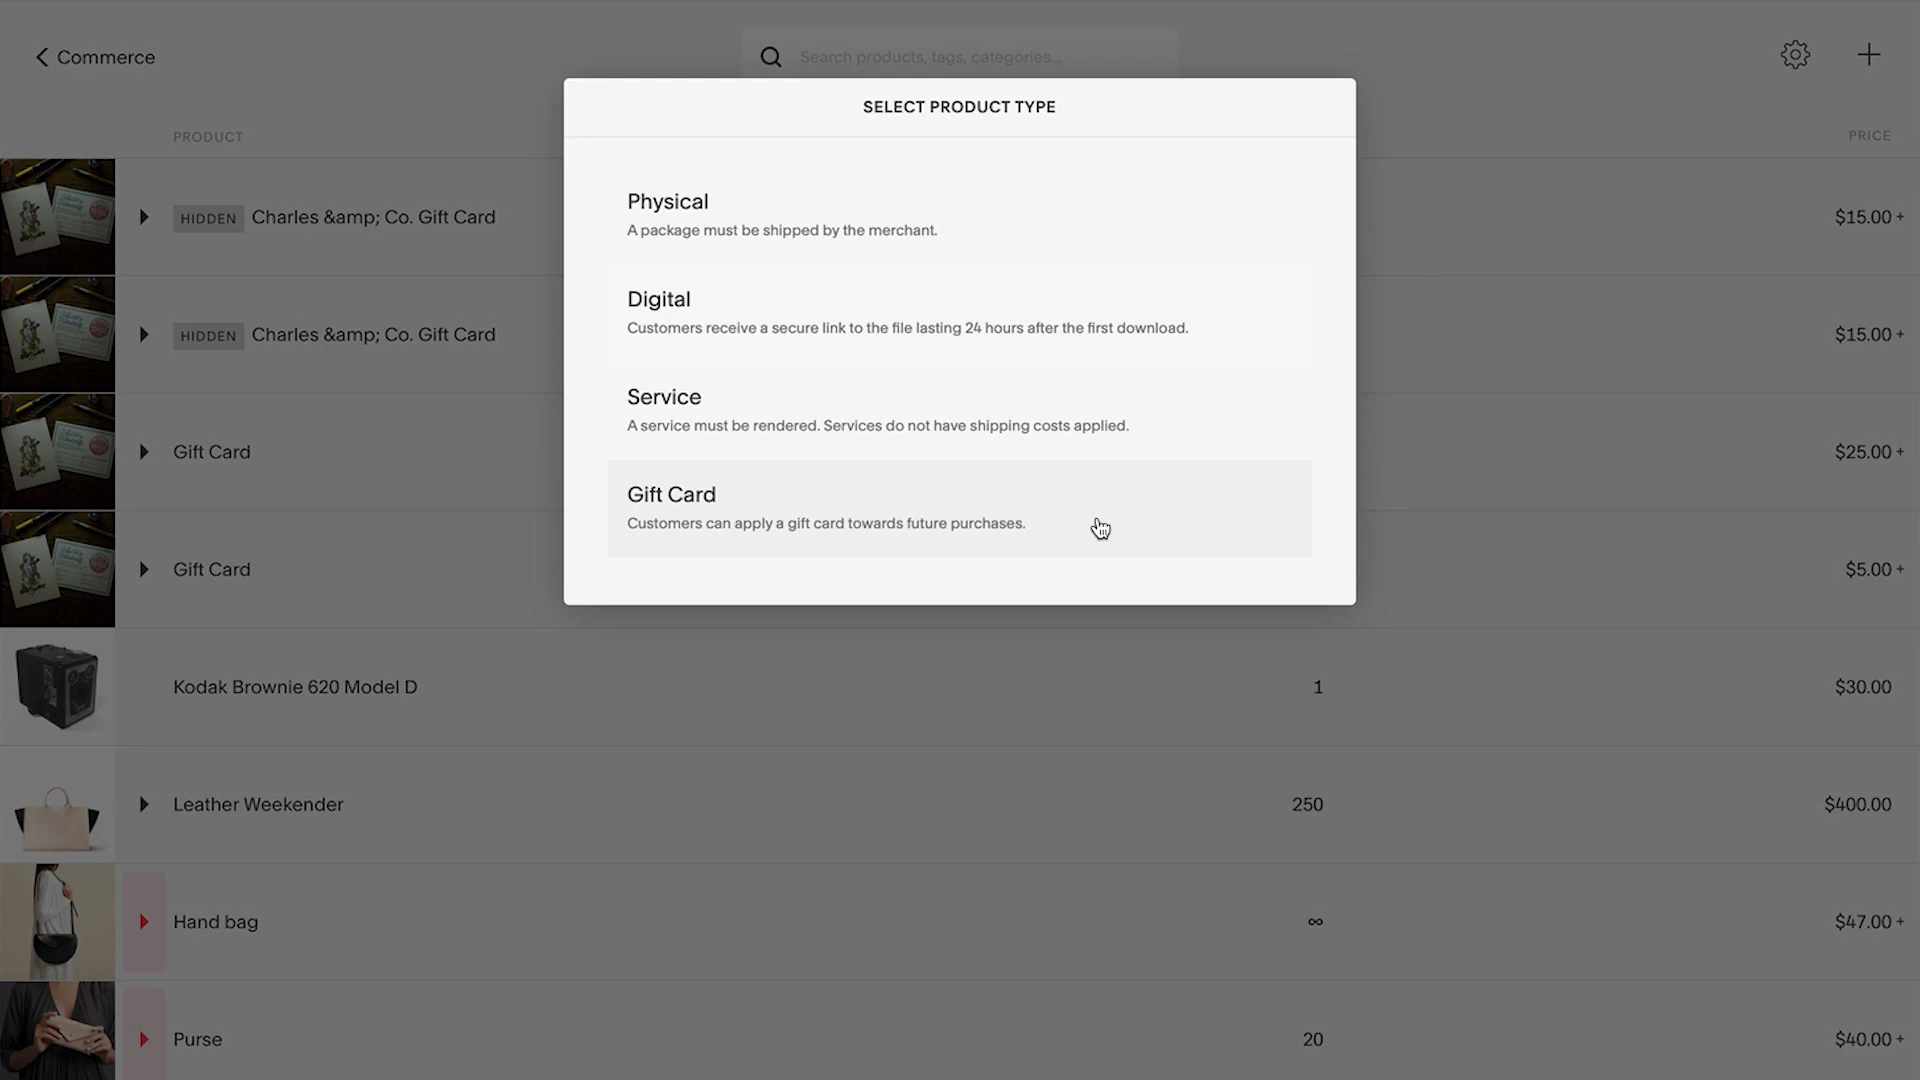 Commerce
Search products, tags, categories...
SELECT PRODUCT TYPE
PRODUCT
PRICE
Physical
A package must be shipped by the merchant.
HIDDEN Charles &amp; Co. Gift Card
$15.00 +
Digital
Customers receive a secure link to the file lasting 24 hours after the first download.
HIDDEN Charles &amp; Co. Gift Card
$15.00 +
Service
A service must be rendered. Services do not have shipping costs applied.
Gift Card
$25.00 +
Gift Card
Customers can apply a gift card towards future purchases.
Gift Card
$5.00 +
Kodak Brownie 620 Model D
1
$30.00
Leather Weekender
250
$400.00
Hand bag
∞
$47.00 +
Purse
20
$40.00 +